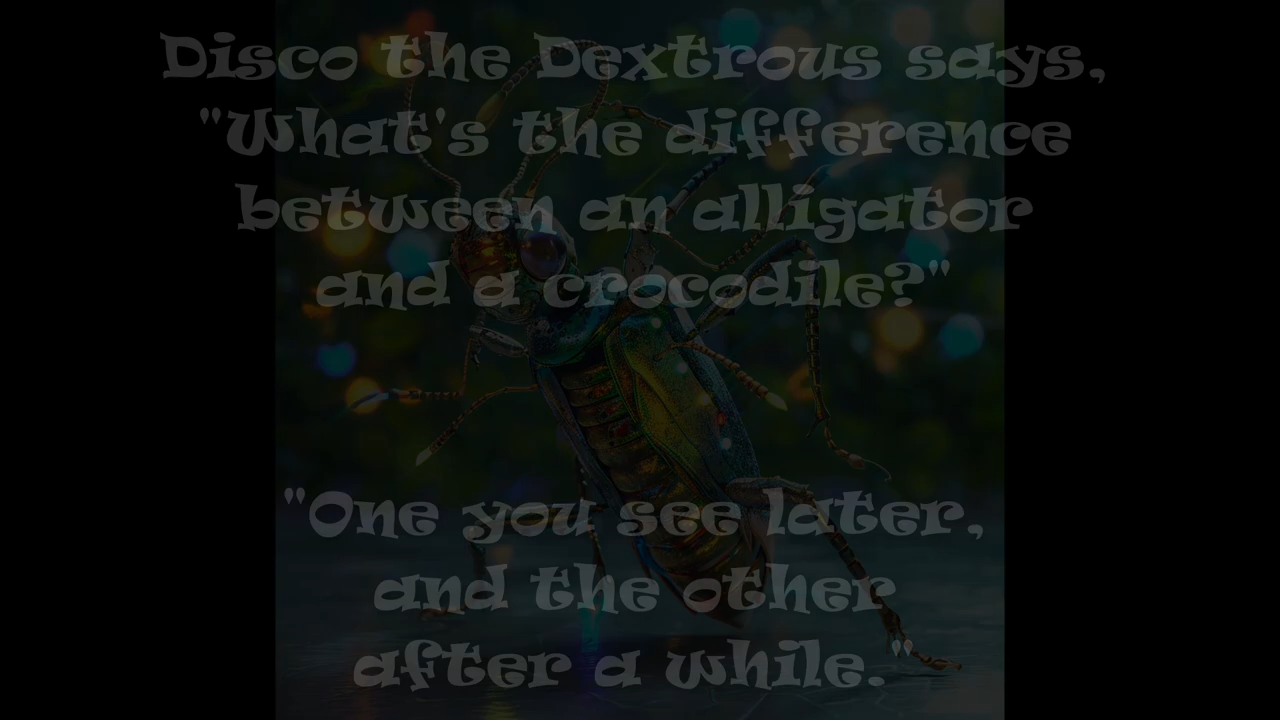 Disco the Dextrous says,
"What's the difference
between an alligator
and a crocodile?"
"One you see later,
and the other
after a while."